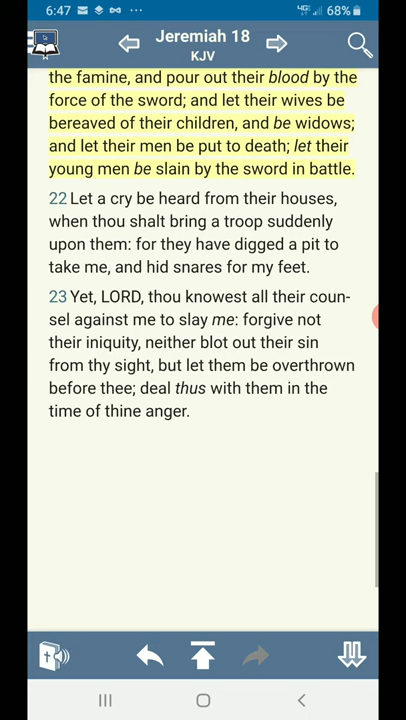 6:47 ··· 4G 68%
Jeremiah 18
KJV
the famine, and pour out their blood by the
force of the sword; and let their wives be
bereaved of their children, and be widows;
and let their men be put to death; let their
young men be slain by the sword in battle.
22 Let a cry be heard from their houses,
when thou shalt bring a troop suddenly
upon them: for they have digged a pit to
take me, and hid snares for my feet.
23 Yet, LORD, thou knowest all their coun-
sel against me to slay me: forgive not
their iniquity, neither blot out their sin
from thy sight, but let them be overthrown
before thee; deal thus with them in the
time of thine anger.